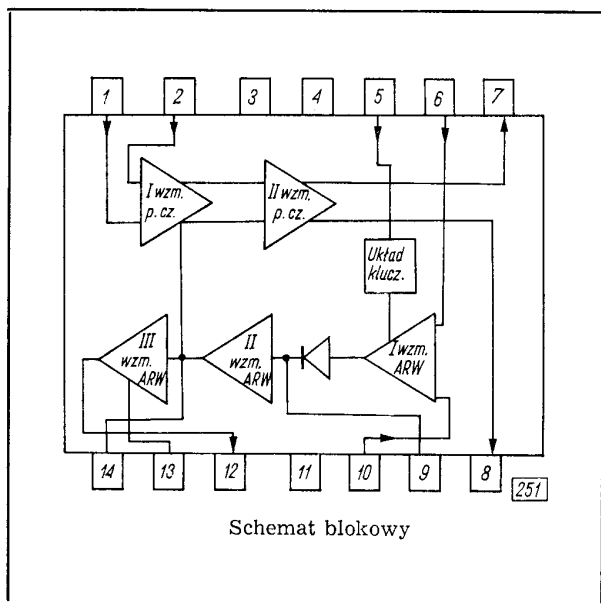 1 2 3 4 5 6 7
I wzm.
p. cz.
II wzm.
p. cz.
Układ
klucz.
III
wzm.
ARW
II
wzm.
ARW
I wzm.
ARW
14 13 12 11 10 9 8
251
Schemat blokowy